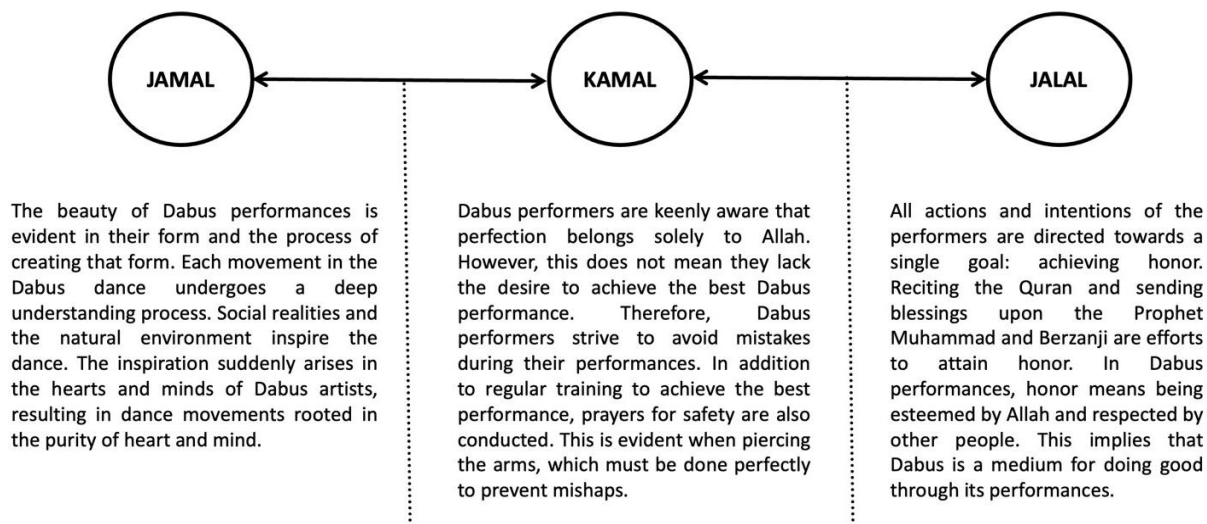 JAMAL
KAMAL
JALAL
The beauty of Dabus performances is
evident in their form and the process of
creating that form. Each movement in the
Dabus dance undergoes a deep
understanding process. Social realities and
the natural environment inspire the
dance. The inspiration suddenly arises in
the hearts and minds of Dabus artists,
resulting in dance movements rooted in
the purity of heart and mind.
Dabus performers are keenly aware that
perfection belongs solely to Allah.
However, this does not mean they lack
the desire to achieve the best Dabus
performance. Therefore, Dabus
performers strive to avoid mistakes
during their performances. In addition
to regular training to achieve the best
performance, prayers for safety are also
conducted. This is evident when piercing
the arms, which must be done perfectly
to prevent mishaps.
All actions and intentions of the
performers are directed towards a
single goal: achieving honor.
Reciting the Quran and sending
blessings upon the Prophet
Muhammad and Berzanji are efforts
to attain honor. In Dabus
performances, honor means being
esteemed by Allah and respected by
other people. This implies that
Dabus is a medium for doing good
through its performances.